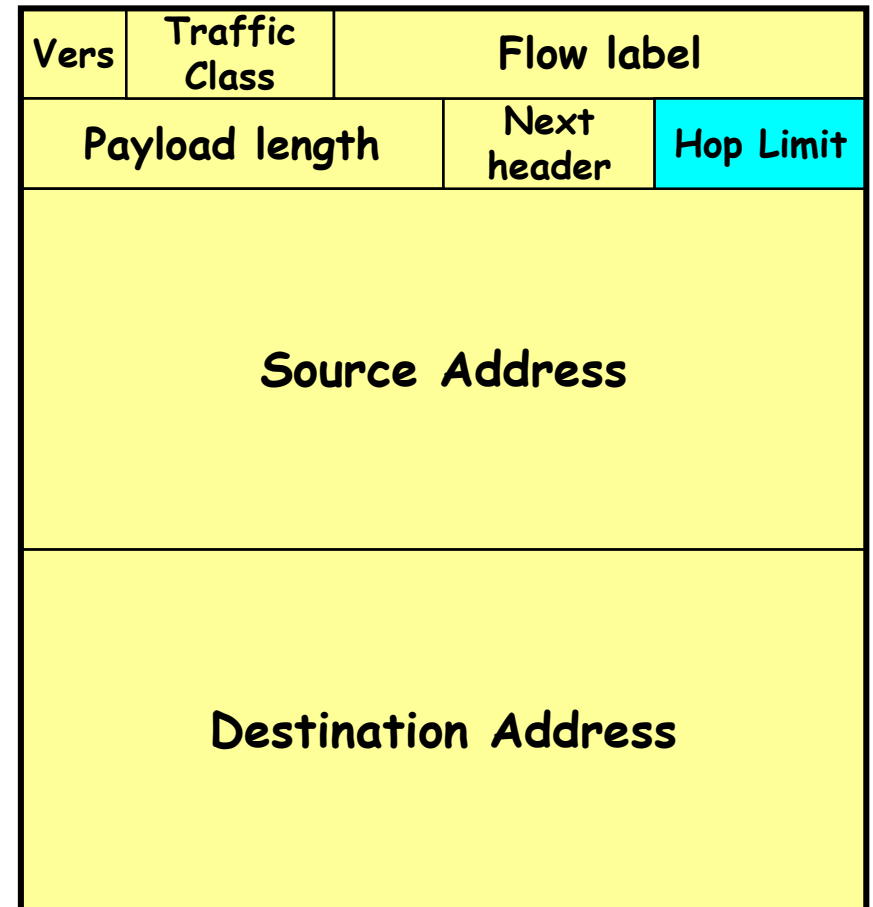 Vers
Traffic
Class
Flow label
Payload length
Next
header
Hop Limit
Source Address
Destination Address